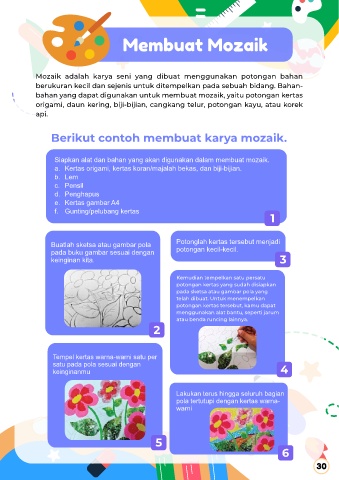 Membuat Mozaik
Mozaik adalah karya seni yang dibuat menggunakan potongan bahan
berukuran kecil dan sejenis untuk ditempelkan pada sebuah bidang. Bahan-
bahan yang dapat digunakan untuk membuat mozaik, yaitu potongan kertas
origami, daun kering, biji-bijian, cangkang telur, potongan kayu, atau korek
api.
Berikut contoh membuat karya mozaik.
Siapkan alat dan bahan yang akan digunakan dalam membuat mozaik.
a. Kertas origami, kertas koran/majalah bekas, dan biji-bijian.
b. Lem
c. Pensil
d. Penghapus
e. Kertas gambar A4
f. Gunting/pelubang kertas
1
Buatlah sketsa atau gambar pola
pada buku gambar sesuai dengan
keinginan kita.
2
Potonglah kertas tersebut menjadi
potongan kecil-kecil.
3
Kemudian tempelkan satu persatu
potongan kertas yang sudah disiapkan
pada sketsa atau gambar pola yang
telah dibuat. Untuk menempelkan
potongan kertas tersebut, kamu dapat
menggunakan alat bantu, seperti jarum
atau benda runcing lainnya.
4
Tempel kertas warna-warni satu per
satu pada pola sesuai dengan
keinginanmu
5
Lakukan terus hingga seluruh bagian
pola tertutupi dengan kertas warna-
warni
6
30